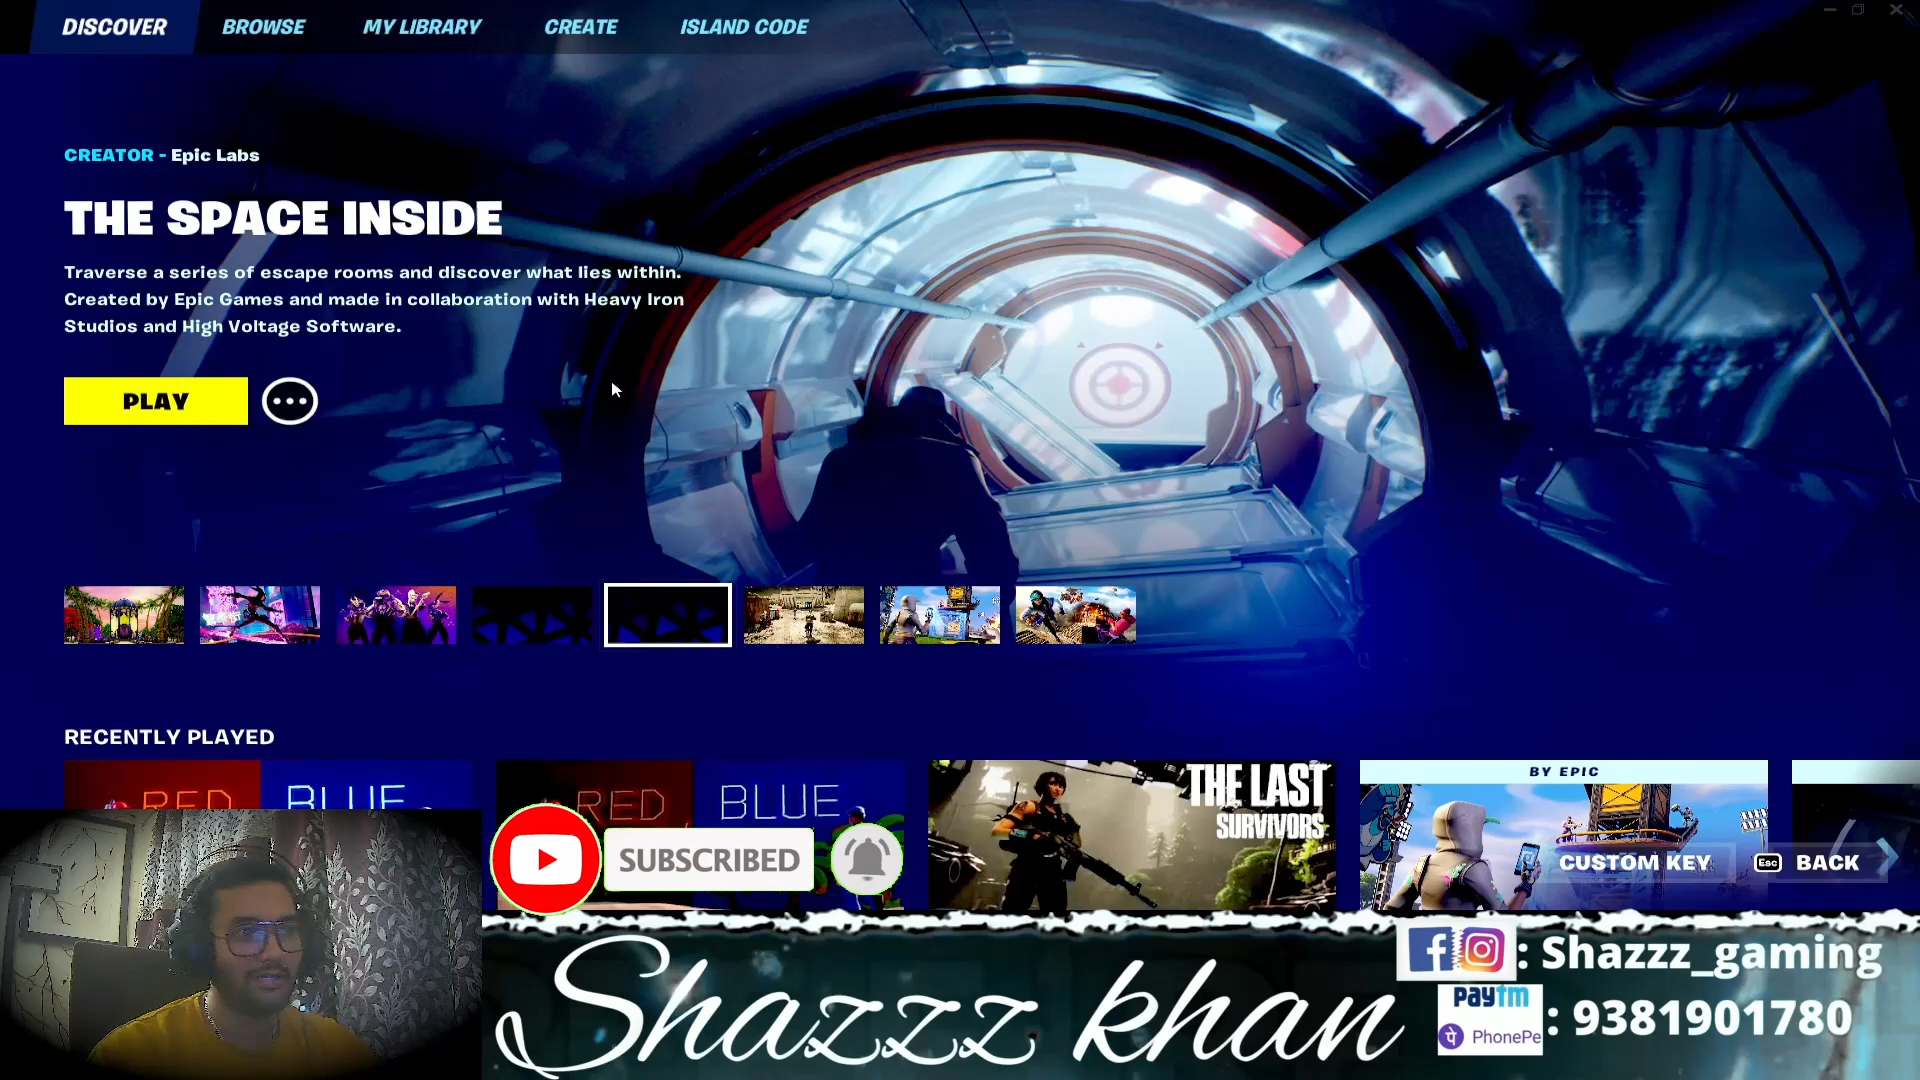 DISCOVER
BROWSE
MY LIBRARY
CREATE
ISLAND CODE
CREATOR - Epic Labs
THE SPACE INSIDE
Traverse a series of escape rooms and discover what lies within.
Created by Epic Games and made in collaboration with Heavy Iron
Studios and High Voltage Software.
PLAY
RECENTLY PLAYED
RED
BLUE
RED
BLUE
THE LAST
SURVIVORS
BY EPIC
SUBSCRIBED
CUSTOM KEY
Esc
BACK
Shazzz khan
: Shazzz_gaming
paytm
पे PhonePe
: 9381901780